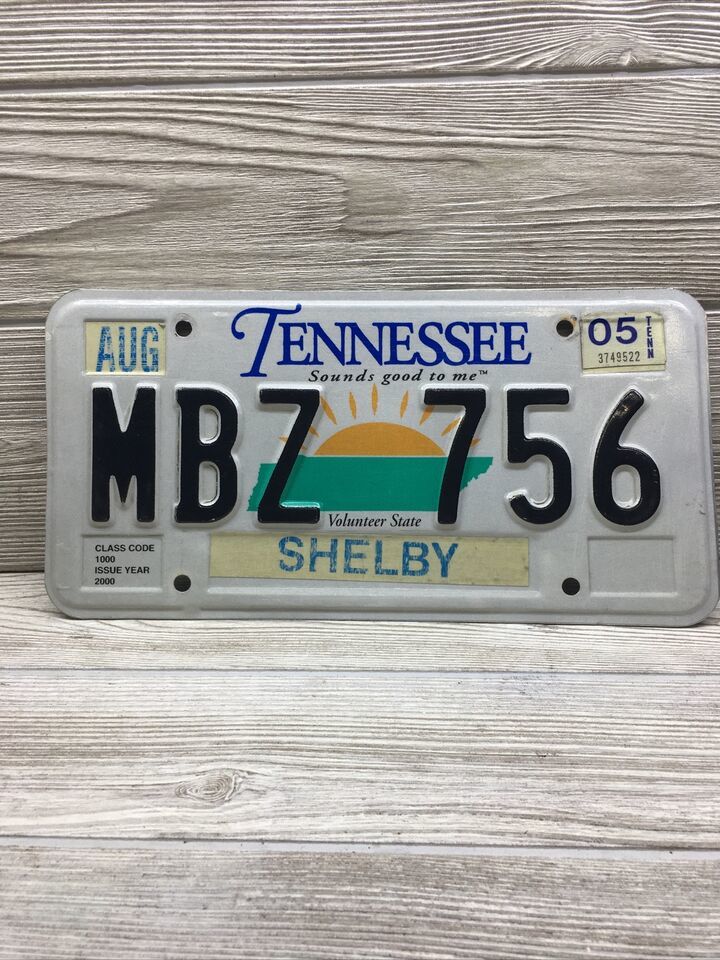 AUG
TENNESSEE
05
TENN
3749522
Sounds good to me™
MBZ 756
Volunteer State
SHELBY
CLASS CODE
1000
ISSUE YEAR
2000